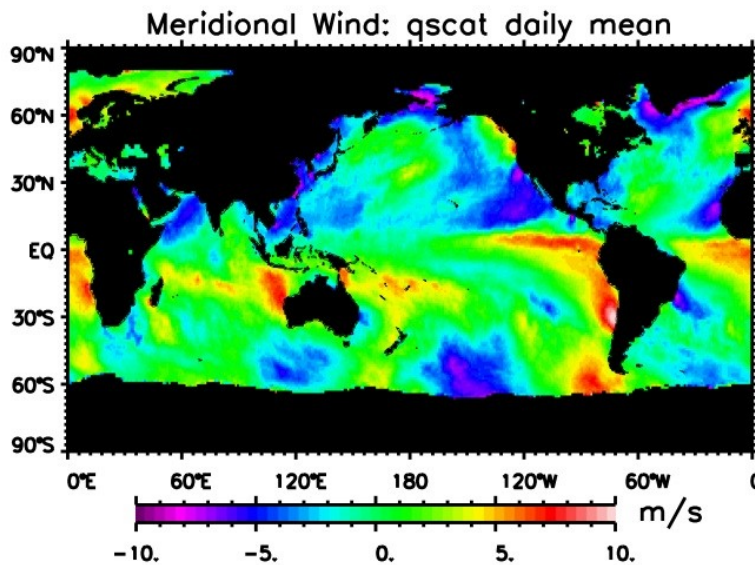 Meridional Wind: qscat daily mean
90°N
60°N
30°N
EQ
30°S
60°S
90°S
0°E 60°E 120°E 180 120°W 60°W 0
-10. -5. 0. 5. 10.
m/s